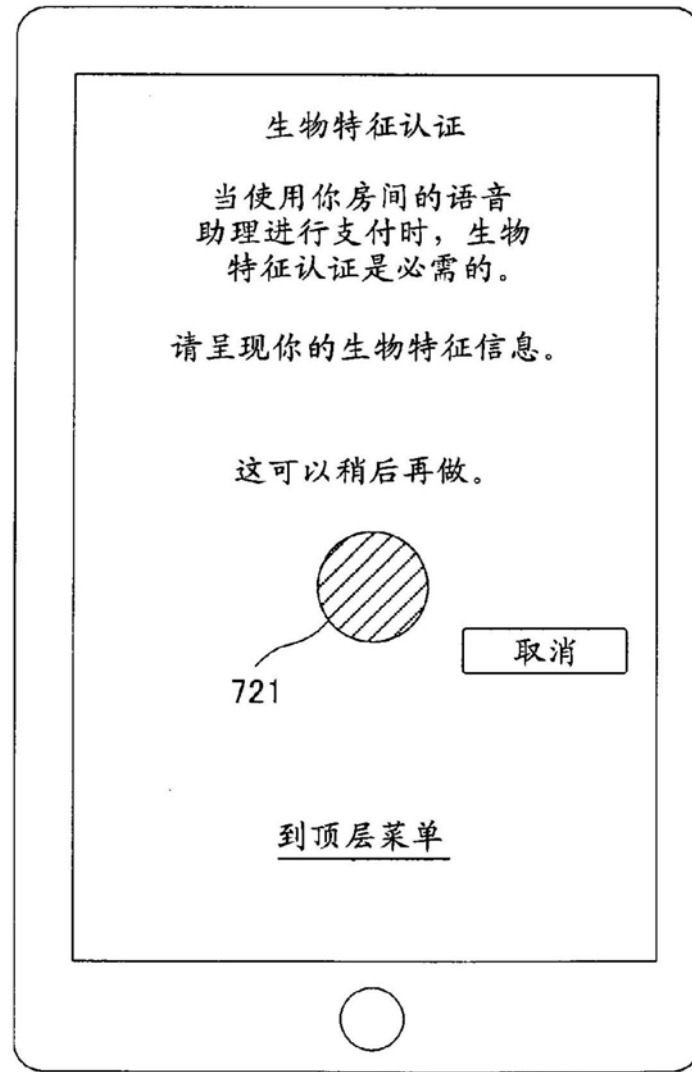 生物特征认证
当使用你房间的语音
助理进行支付时，生物
特征认证是必需的。
请呈现你的生物特征信息。
这可以稍后再做。
取消
721
到顶层菜单